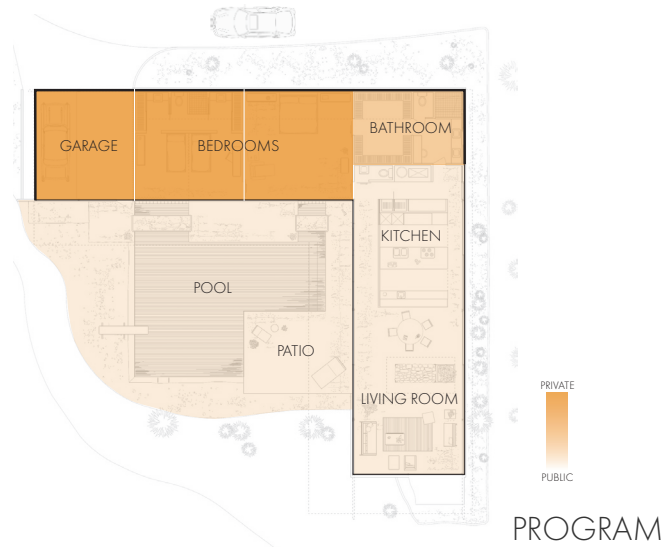 BATHROOM
GARAGE
BEDROOMS
KITCHEN
POOL
PATIO
LIVING ROOM
PRIVATE
PUBLIC
PROGRAM